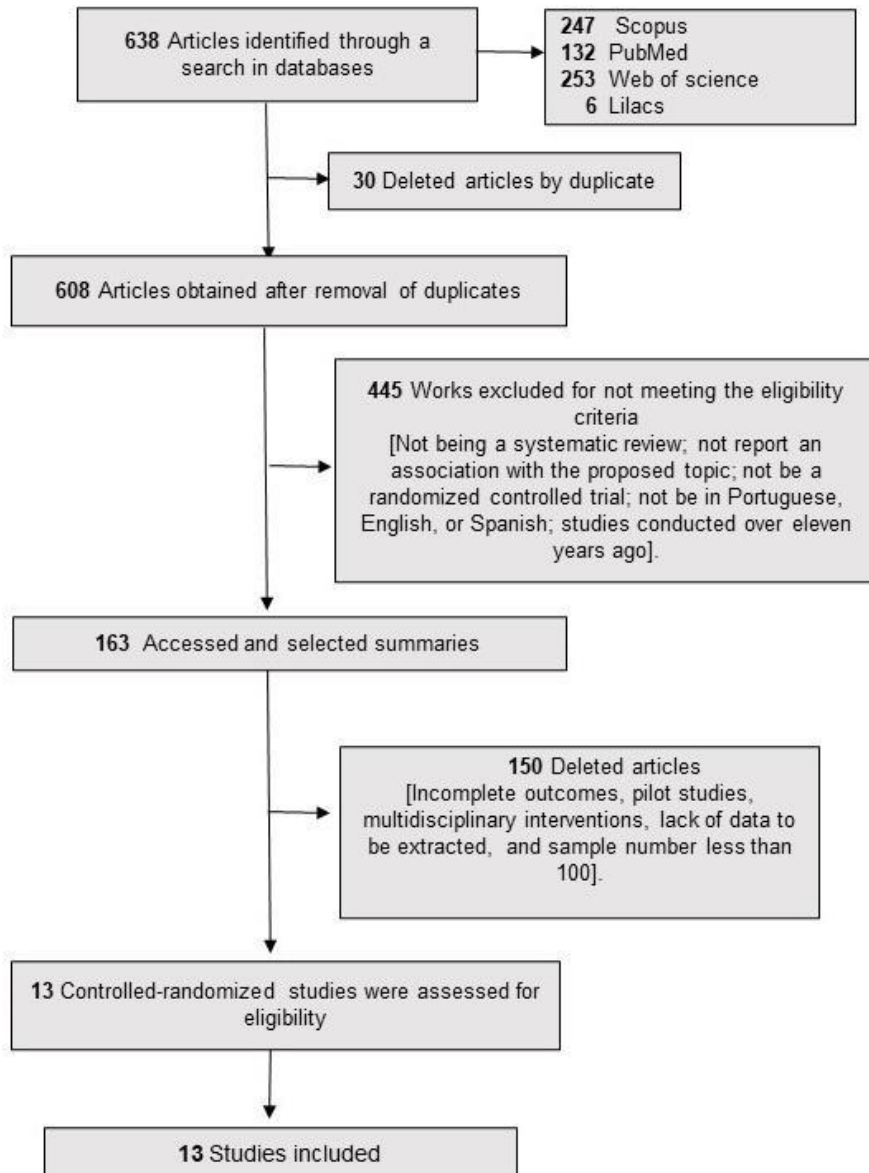 638 Articles identified through a
search in databases
247 Scopus
132 PubMed
253 Web of science
6 Lilacs
30 Deleted articles by duplicate
608 Articles obtained after removal of duplicates
445 Works excluded for not meeting the eligibility
criteria
[Not being a systematic review; not report an
association with the proposed topic; not be a
randomized controlled trial; not be in Portuguese,
English, or Spanish; studies conducted over eleven
years ago].
163 Accessed and selected summaries
150 Deleted articles
[Incomplete outcomes, pilot studies,
multidisciplinary interventions, lack of data to
be extracted, and sample number less than
100].
13 Controlled-randomized studies were assessed for
eligibility
13 Studies included